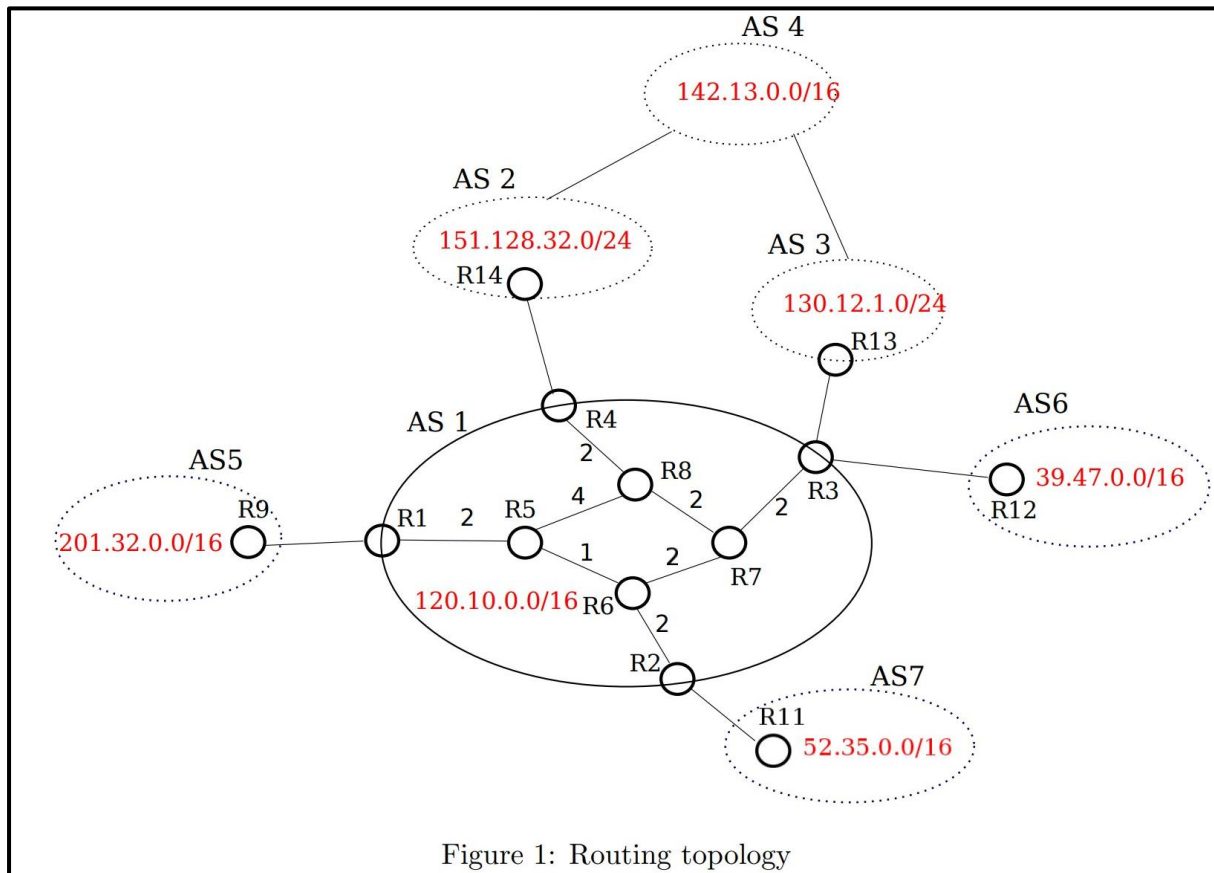 AS 4
142.13.0.0/16
AS 2
151.128.32.0/24
R14
AS 3
130.12.1.0/24
R13
AS 1
R4
2
AS6
R3
39.47.0.0/16
R12
AS5
R9
201.32.0.0/16
R1
2
R5
4
R8
2
2
1
2
R7
120.10.0.0/16
R6
2
R2
AS7
R11
52.35.0.0/16
Figure 1: Routing topology